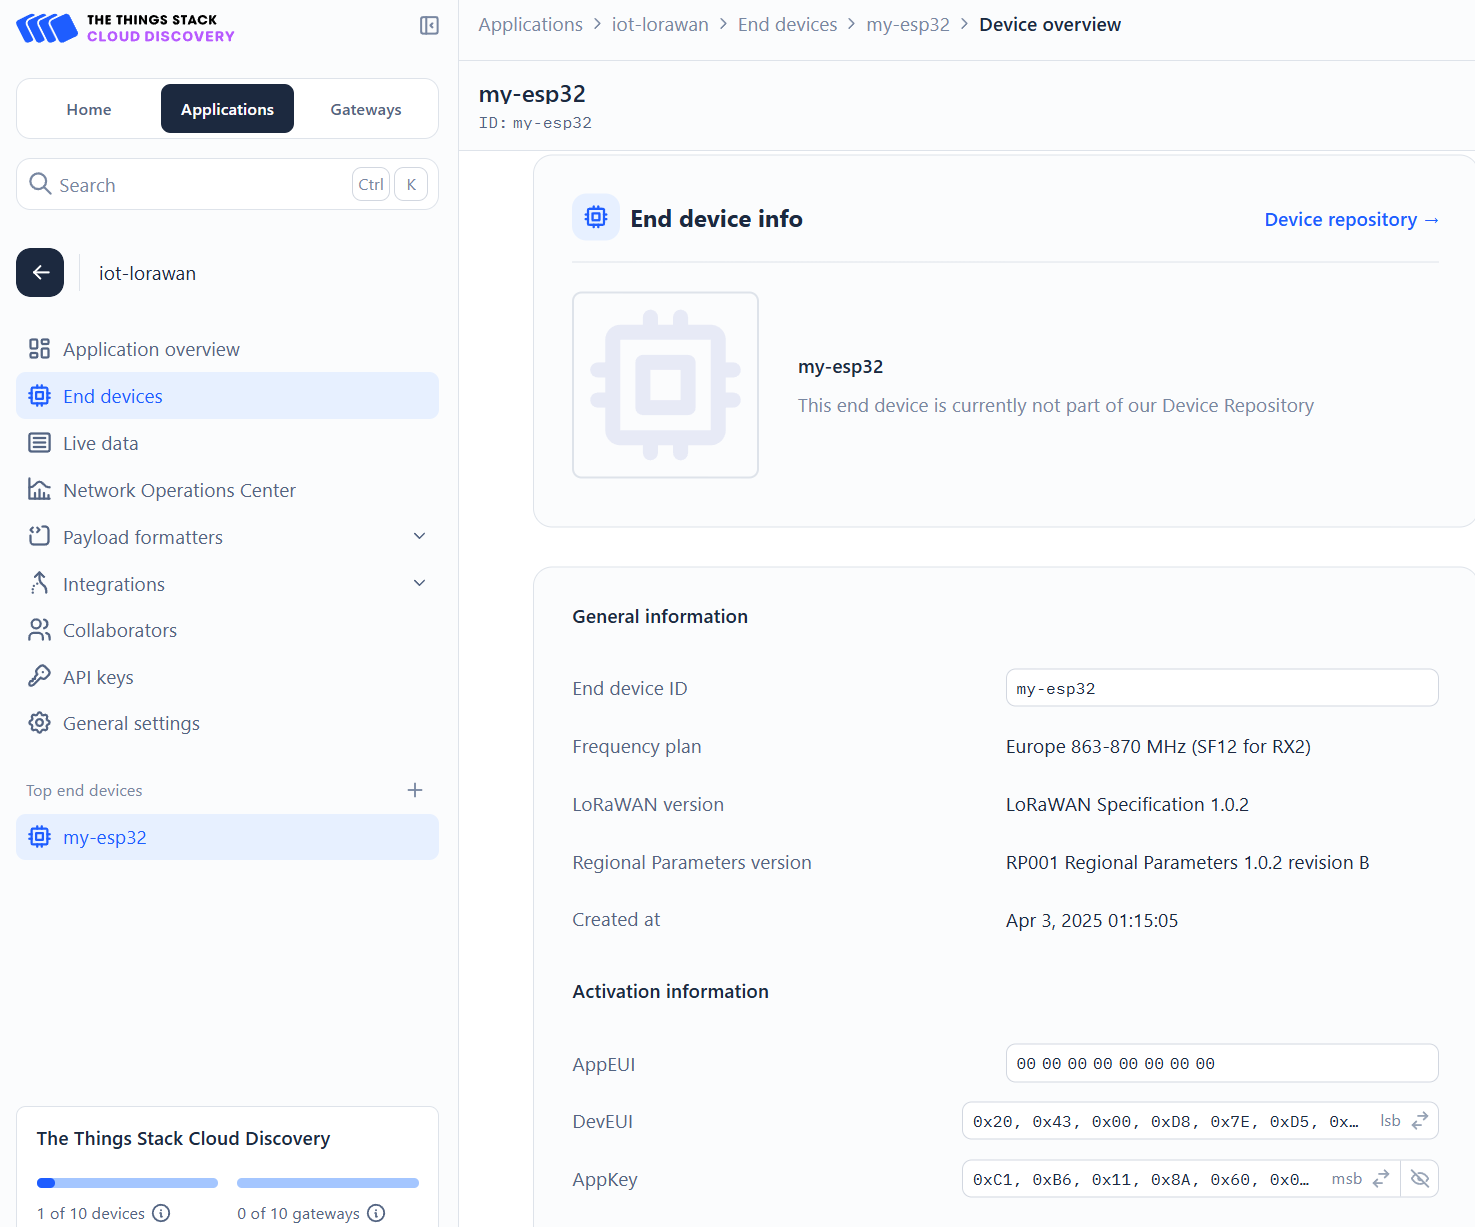 THE THINGS STACK
CLOUD DISCOVERY
Home
Applications
Gateways
Search
Ctrl
K
iot-lorawan
Application overview
End devices
Live data
Network Operations Center
Payload formatters
Integrations
Collaborators
API keys
General settings
Top end devices
my-esp32
The Things Stack Cloud Discovery
1 of 10 devices
0 of 10 gateways
Applications > iot-lorawan > End devices > my-esp32 > Device overview
my-esp32
ID: my-esp32
End device info
Device repository →
my-esp32
This end device is currently not part of our Device Repository
General information
End device ID my-esp32
Frequency plan Europe 863-870 MHz (SF12 for RX2)
LoRaWAN version LoRaWAN Specification 1.0.2
Regional Parameters version RP001 Regional Parameters 1.0.2 revision B
Created at Apr 3, 2025 01:15:05
Activation information
AppEUI 00 00 00 00 00 00 00 00
DevEUI 0x20, 0x43, 0x00, 0xD8, 0x7E, 0xD5, 0x… lsb
AppKey 0xC1, 0xB6, 0x11, 0x8A, 0x60, 0x0… msb